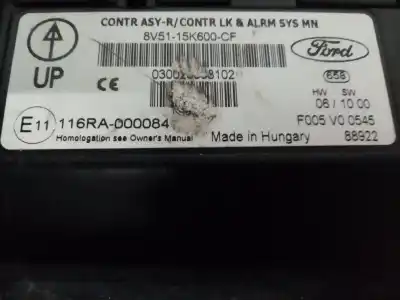 CONTR ASY-R/CONTR LK & ALRM SYS MN
8V51-15K600-CF
Ford
UP
CE
658
HW SW
06 / 10 00
E11 116RA-000084
F005 V0 0545
Homologation see Owner's Manual
Made in Hungary
88922